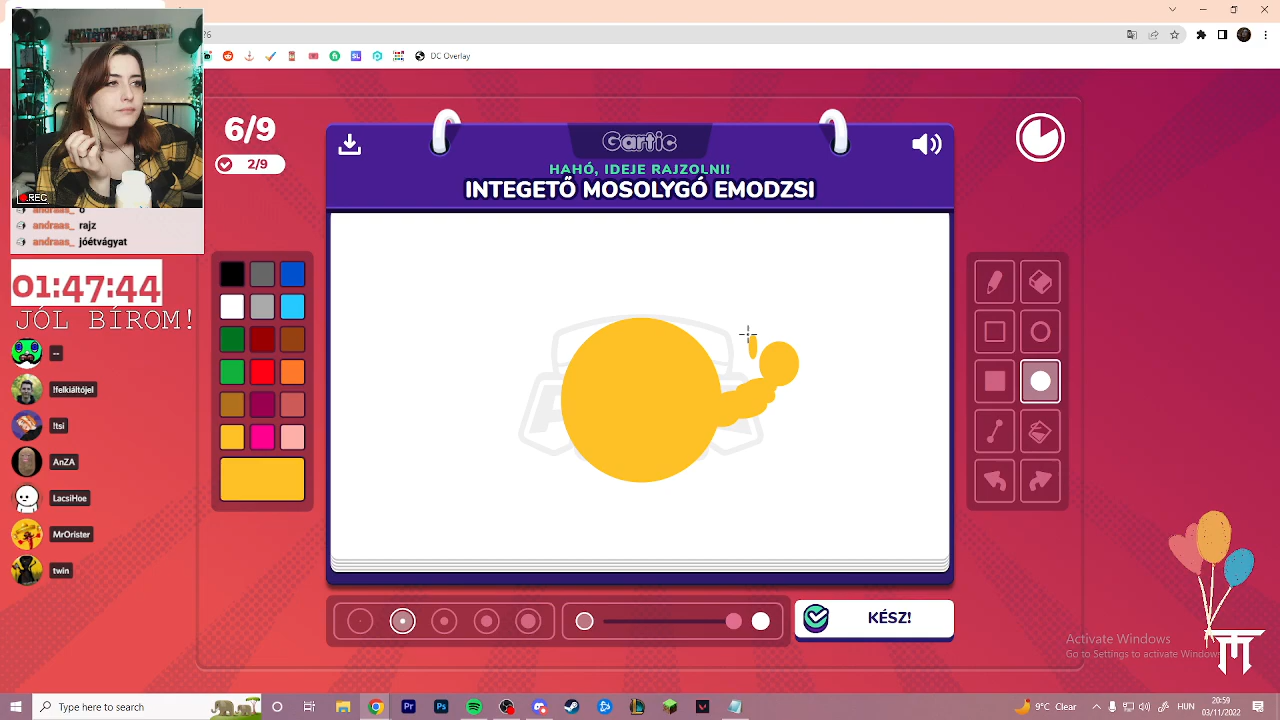 DC Overlay
REC
andraas_ rajz
andraas_ jóétvágyat
01:47:44
JÓL BÍROM!
--
!felkiáltójel
!tsi
AnZA
LacsiHoe
MrOrister
twin
6/9
2/9
Gartic
HAHÓ, IDEJE RAJZOLNI!
INTEGETŐ MOSOLYGÓ EMODZSI
KÉSZ!
Activate Windows
Go to Settings to activate Windows
Type here to search
9°C Clear
HUN
20:59
03/11/2022